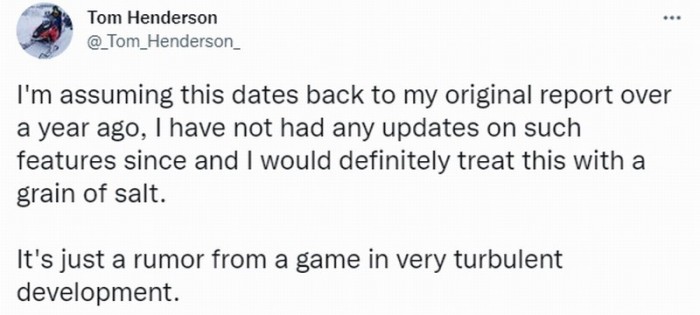 Tom Henderson
@_Tom_Henderson_
I'm assuming this dates back to my original report over
a year ago, I have not had any updates on such
features since and I would definitely treat this with a
grain of salt.
It's just a rumor from a game in very turbulent
development.